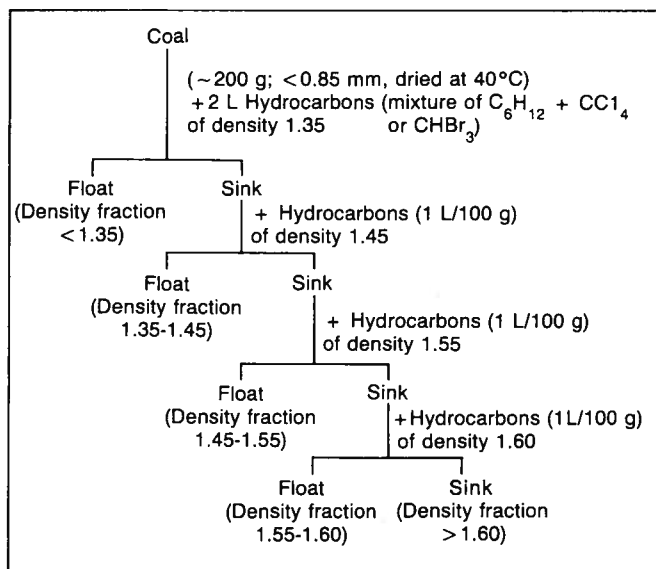 Coal
(~200 g; <0.85 mm, dried at 40°C)
+2 L Hydrocarbons (mixture of C6H12 + CC14
of density 1.35 or CHBr3)
Float Sink
(Density fraction
<1.35)
+ Hydrocarbons (1 L/100 g)
of density 1.45
Float Sink
(Density fraction
1.35-1.45)
+ Hydrocarbons (1 L/100 g)
of density 1.55
Float Sink
(Density fraction
1.45-1.55)
+Hydrocarbons (1L/100 g)
of density 1.60
Float Sink
(Density fraction (Density fraction
1.55-1.60) >1.60)